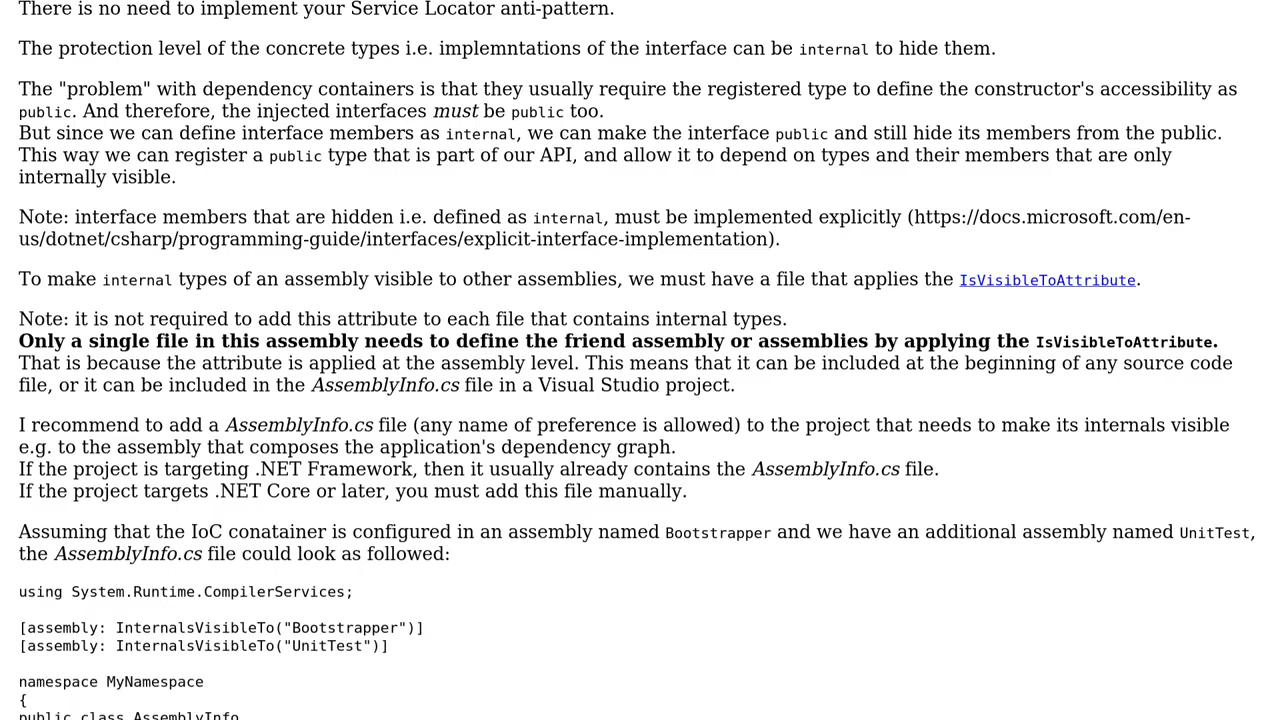 There is no need to implement your Service Locator anti-pattern.
The protection level of the concrete types i.e. implemntations of the interface can be internal to hide them.
The "problem" with dependency containers is that they usually require the registered type to define the constructor's accessibility as
public. And therefore, the injected interfaces must be public too.
But since we can define interface members as internal, we can make the interface public and still hide its members from the public.
This way we can register a public type that is part of our API, and allow it to depend on types and their members that are only
internally visible.
Note: interface members that are hidden i.e. defined as internal, must be implemented explicitly (https://docs.microsoft.com/en-
us/dotnet/csharp/programming-guide/interfaces/explicit-interface-implementation).
To make internal types of an assembly visible to other assemblies, we must have a file that applies the IsVisibleToAttribute.
Note: it is not required to add this attribute to each file that contains internal types.
Only a single file in this assembly needs to define the friend assembly or assemblies by applying the IsVisibleToAttribute.
That is because the attribute is applied at the assembly level. This means that it can be included at the beginning of any source code
file, or it can be included in the AssemblyInfo.cs file in a Visual Studio project.
I recommend to add a AssemblyInfo.cs file (any name of preference is allowed) to the project that needs to make its internals visible
e.g. to the assembly that composes the application's dependency graph.
If the project is targeting .NET Framework, then it usually already contains the AssemblyInfo.cs file.
If the project targets .NET Core or later, you must add this file manually.
Assuming that the IoC conatainer is configured in an assembly named Bootstrapper and we have an additional assembly named UnitTest,
the AssemblyInfo.cs file could look as followed:
using System.Runtime.CompilerServices;
[assembly: InternalsVisibleTo("Bootstrapper")]
[assembly: InternalsVisibleTo("UnitTest")]
namespace MyNamespace
{
public class AssemblyInfo